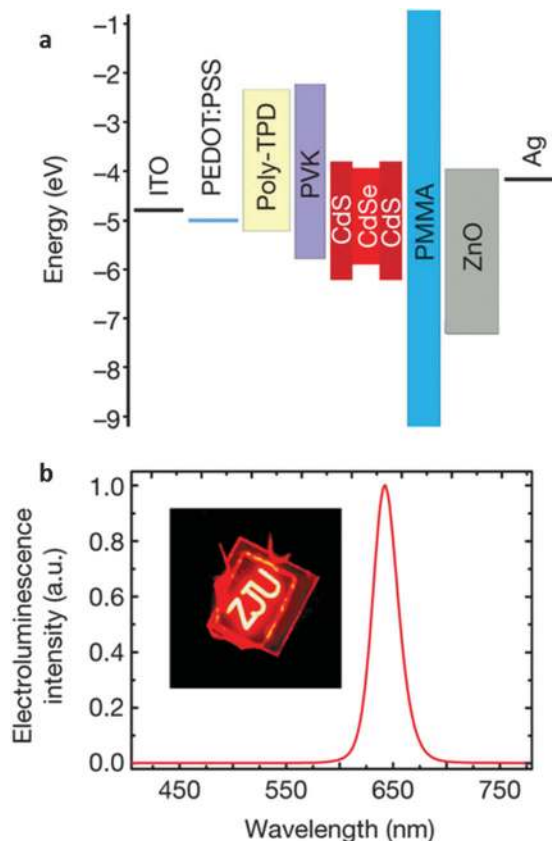 a
Energy (eV)
−1
−2
−3
−4
−5
−6
−7
−8
−9
ITO
PEDOT:PSS
Poly-TPD
PVK
CdS
CdSe
CdS
PMMA
ZnO
Ag
b
Electroluminescence
intensity (a.u.)
1.0
0.8
0.6
0.4
0.2
0.0
ZJU
450
550
650
750
Wavelength (nm)